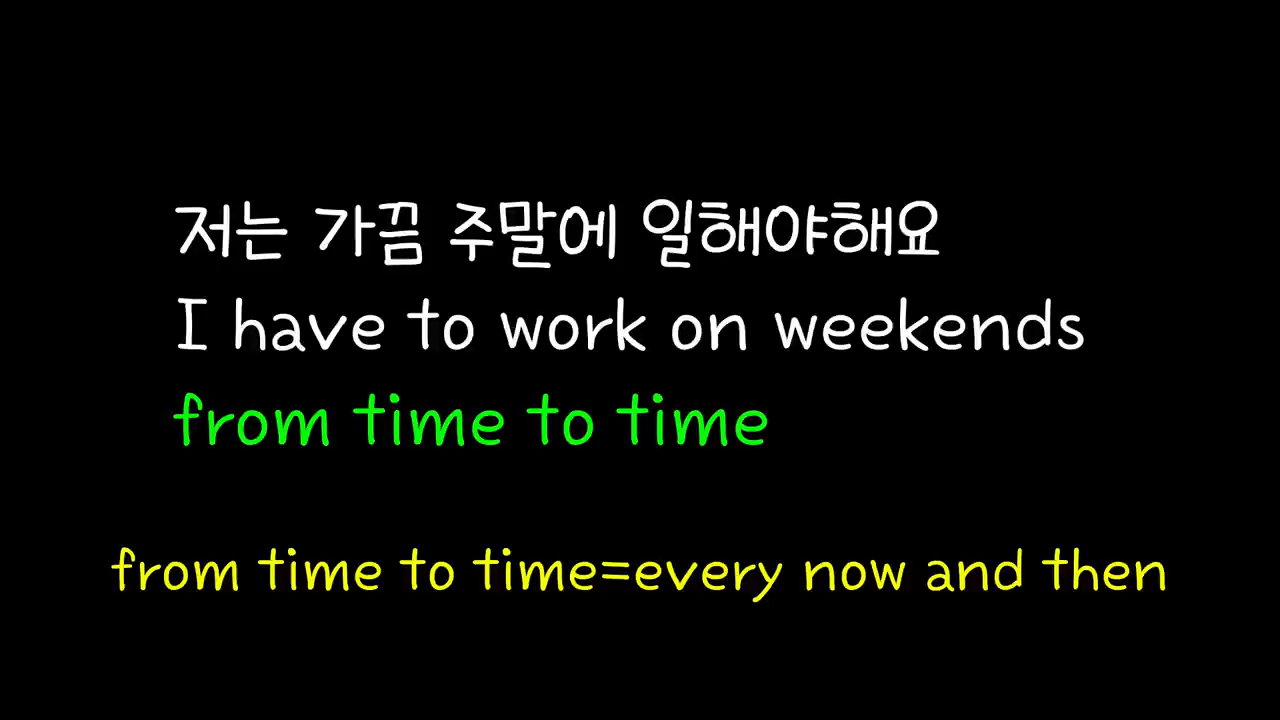 저는 가끔 주말에 일해야해요
I have to work on weekends
from time to time
from time to time=every now and then